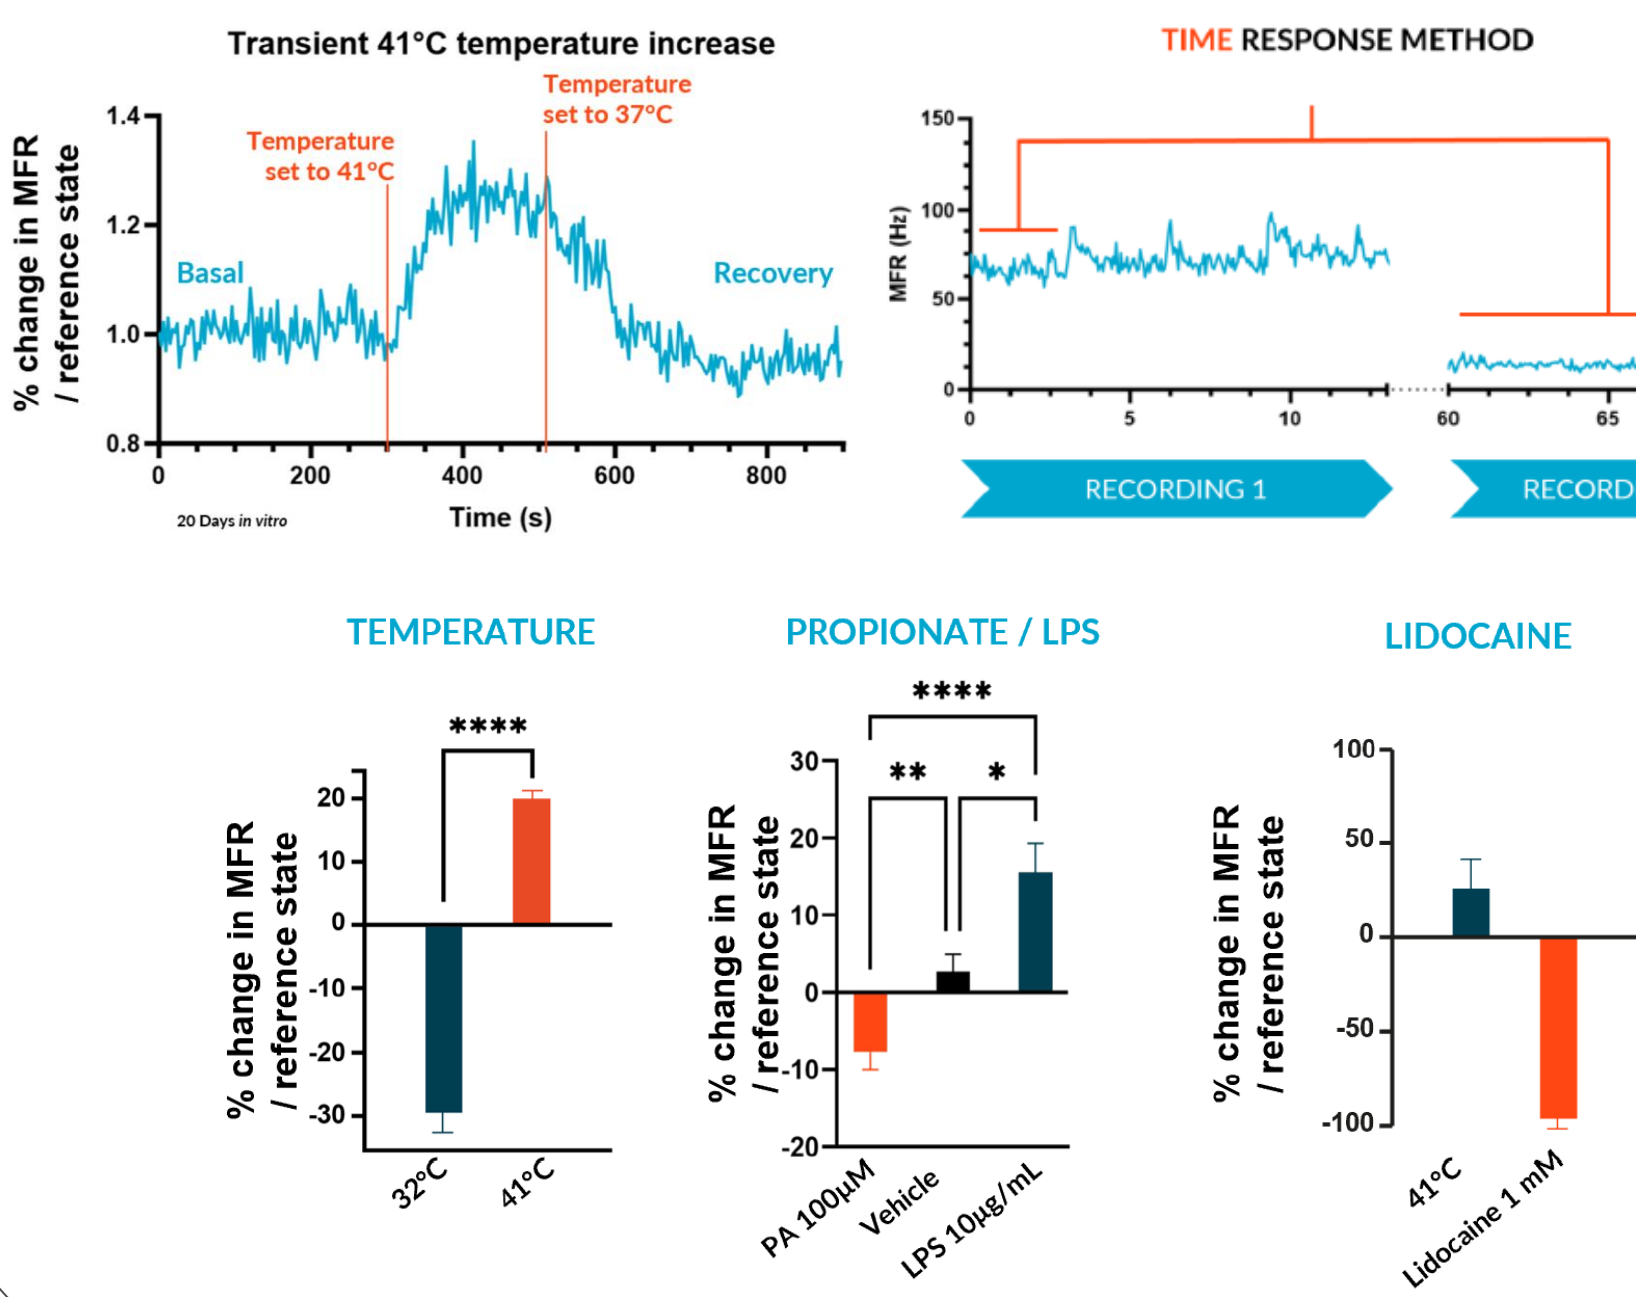 Transient 41°C temperature increase
Temperature
set to 37°C
Temperature
set to 41°C
% change in MFR
/ reference state
1.4
1.2
1.0
0.8
Basal
Recovery
0 200 400 600 800
Time (s)
20 Days in vitro
TIME RESPONSE METHOD
MFR (Hz)
150
100
50
0
0 5 10 60 65
RECORDING 1
RECORD
TEMPERATURE
****
% change in MFR
/ reference state
20
10
0
-10
-20
-30
32°C
41°C
PROPIONATE / LPS
****
** *
% change in MFR
/ reference state
30
20
10
0
-10
-20
PA 100µM
Vehicle
LPS 10µg/mL
LIDOCAINE
% change in MFR
/ reference state
100
50
0
-50
-100
41°C
Lidocaine 1 mM